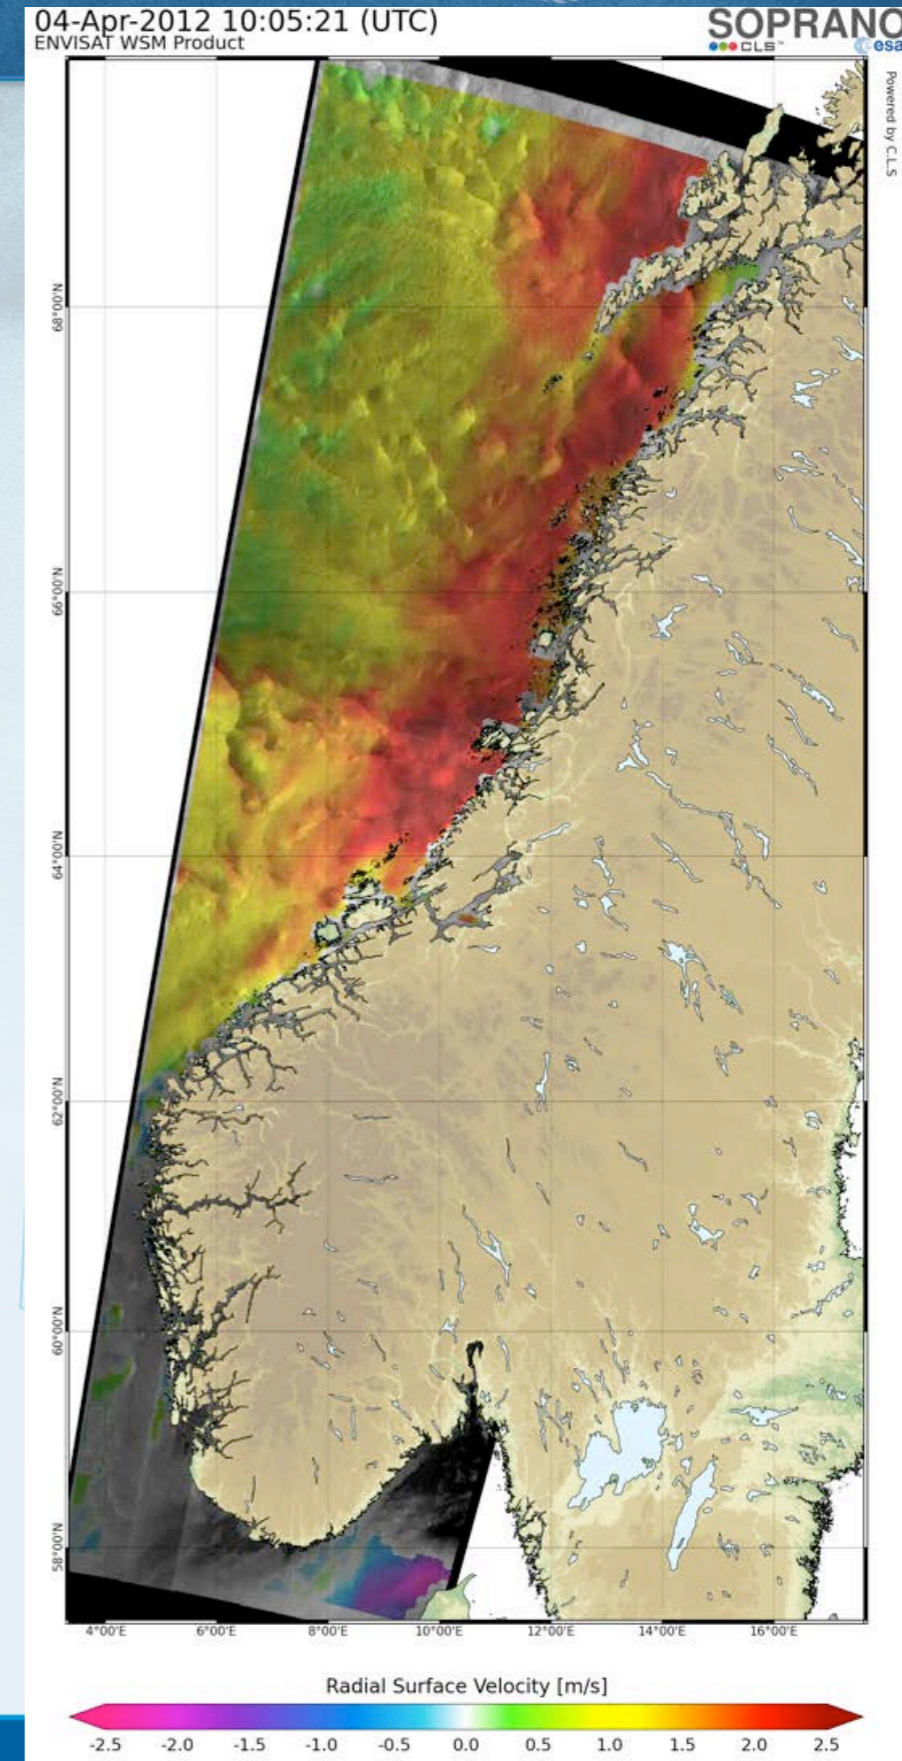 04-Apr-2012 10:05:21 (UTC)
ENVISAT WSM Product
SOPRANO
CLS™
esa
Powered by C.L.S
68°00'N
66°00'N
64°00'N
62°00'N
60°00'N
58°00'N
4°00'E 6°00'E 8°00'E 10°00'E 12°00'E 14°00'E 16°00'E
Radial Surface Velocity [m/s]
-2.5 -2.0 -1.5 -1.0 -0.5 0.0 0.5 1.0 1.5 2.0 2.5